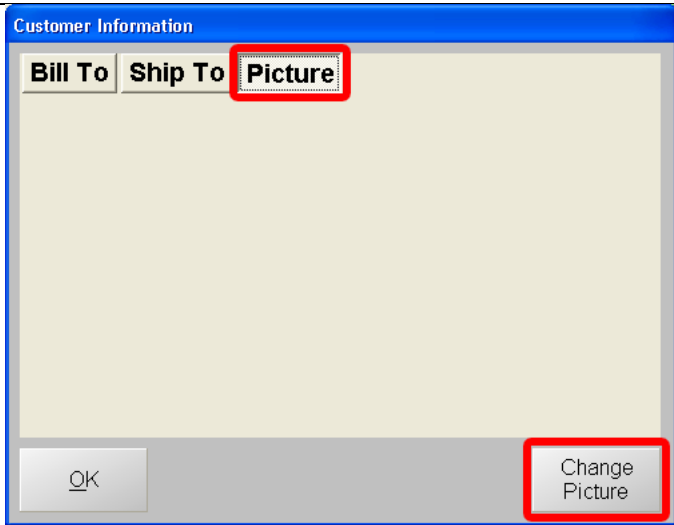 Customer Information
Bill To Ship To Picture
OK Change
Picture